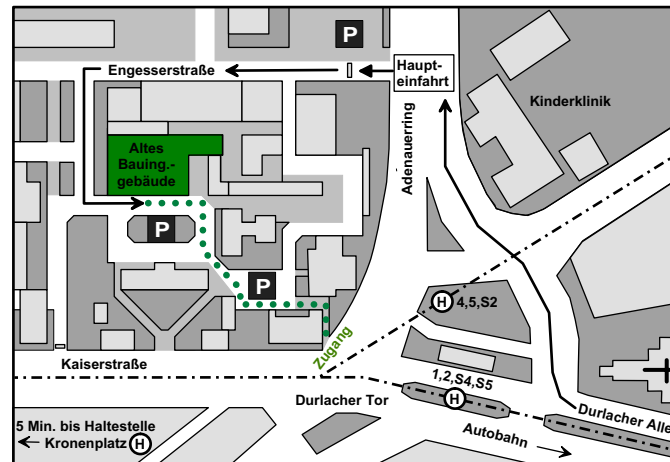 P
Engesserstraße
Haupt-
einfahrt
Kinderklinik
Adenauerring
Altes
Bauing.-
gebäude
P
P
H 4,5,S2
Zugang
Kaiserstraße
1,2,S4,S5
H
Durlacher Tor
Durlacher Alle
5 Min. bis Haltestelle
← Kronenplatz H
Autobahn